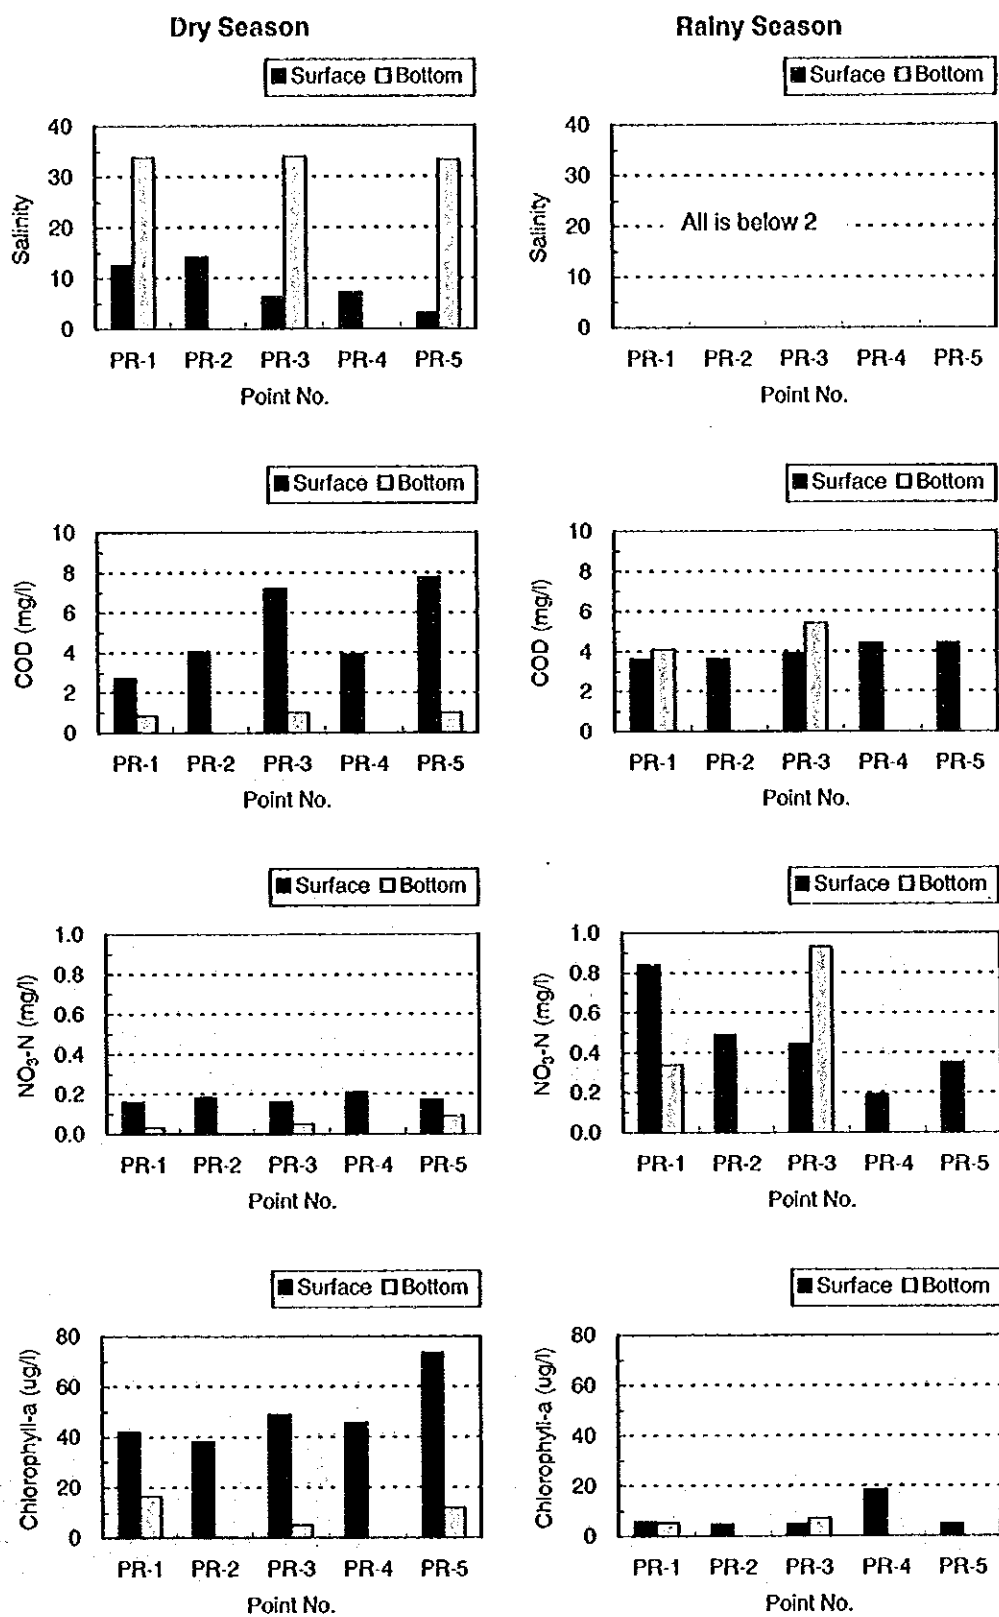 Dry Season
Rainy Season
■ Surface □ Bottom
■ Surface □ Bottom
Salinity
40
30
20
10
0
PR-1 PR-2 PR-3 PR-4 PR-5
Point No.
Salinity
40
30
20
10
0
All is below 2
PR-1 PR-2 PR-3 PR-4 PR-5
Point No.
■ Surface □ Bottom
■ Surface □ Bottom
COD (mg/l)
10
8
6
4
2
0
PR-1 PR-2 PR-3 PR-4 PR-5
Point No.
COD (mg/l)
10
8
6
4
2
0
PR-1 PR-2 PR-3 PR-4 PR-5
Point No.
■ Surface □ Bottom
■ Surface □ Bottom
NO₃-N (mg/l)
1.0
0.8
0.6
0.4
0.2
0.0
PR-1 PR-2 PR-3 PR-4 PR-5
Point No.
NO₃-N (mg/l)
1.0
0.8
0.6
0.4
0.2
0.0
PR-1 PR-2 PR-3 PR-4 PR-5
Point No.
■ Surface □ Bottom
■ Surface □ Bottom
Chlorophyll-a (ug/l)
80
60
40
20
0
PR-1 PR-2 PR-3 PR-4 PR-5
Point No.
Chlorophyll-a (ug/l)
80
60
40
20
0
PR-1 PR-2 PR-3 PR-4 PR-5
Point No.